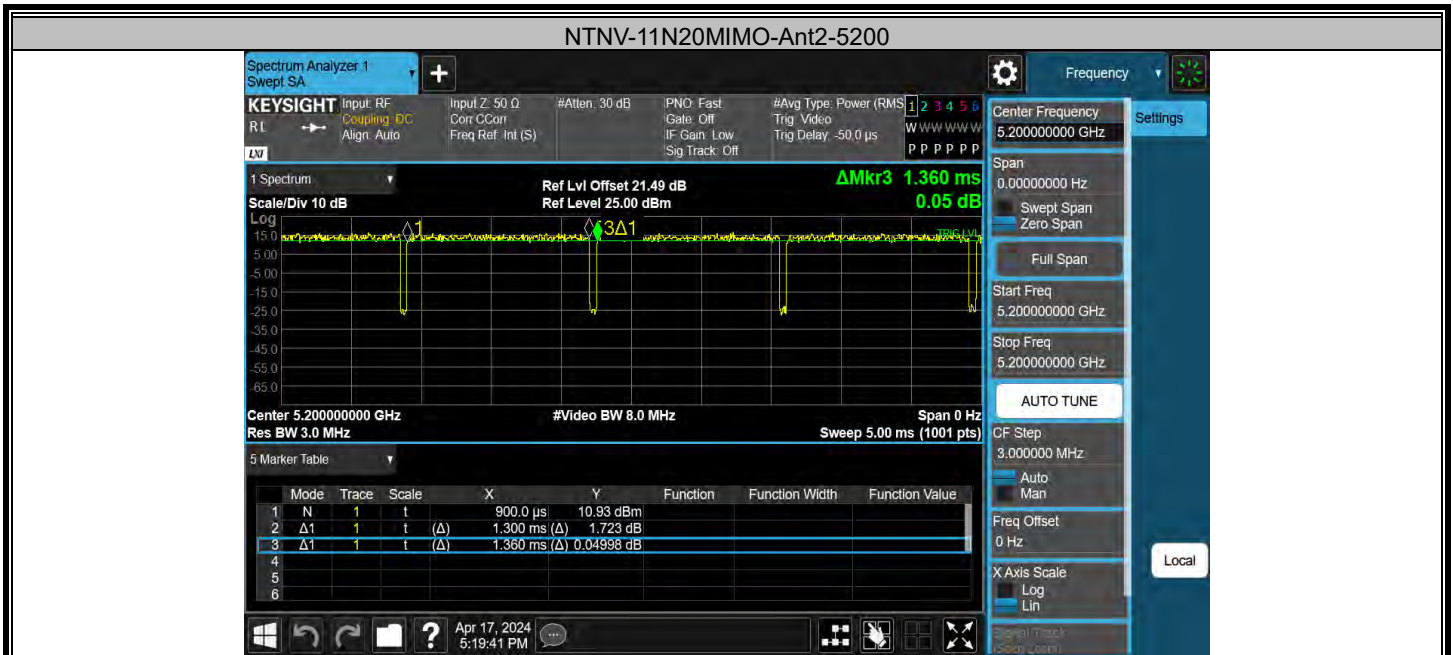 NTNV-11N20MIMO-Ant2-5200
Spectrum Analyzer 1
Swept SA
Frequency
KEYSIGHT
RL
LXI
Input: RF
Coupling: DC
Align: Auto
Input Z: 50 Ω
Corr CCorr
Freq Ref: Int (S)
#Atten: 30 dB
PNO: Fast
Gate: Off
IF Gain: Low
Sig Track: Off
#Avg Type: Power (RMS
Trig: Video
Trig Delay: -50.0 µs
1 2 3 4 5 6
W W W W W W
P P P P P P
1 Spectrum
Scale/Div 10 dB
Ref Lvl Offset 21.49 dB
Ref Level 25.00 dBm
ΔMkr3 1.360 ms
0.05 dB
Log
1
3Δ1
TRIG LVL
15.0
5.00
-5.00
-15.0
-25.0
-35.0
-45.0
-55.0
-65.0
Center 5.200000000 GHz
#Video BW 8.0 MHz
Span 0 Hz
Res BW 3.0 MHz
Sweep 5.00 ms (1001 pts)
5 Marker Table
Mode Trace Scale X Y Function Function Width Function Value
1 N 1 t 900.0 µs 10.93 dBm
2 Δ1 1 t (Δ) 1.300 ms (Δ) 1.723 dB
3 Δ1 1 t (Δ) 1.360 ms (Δ) 0.04998 dB
4
5
6
Center Frequency
5.200000000 GHz
Settings
Span
0.00000000 Hz
Swept Span
Zero Span
Full Span
Start Freq
5.200000000 GHz
Stop Freq
5.200000000 GHz
AUTO TUNE
CF Step
3.000000 MHz
Auto
Man
Freq Offset
0 Hz
X Axis Scale
Log
Lin
Signal Track
(Span Zoom)
Local
?
Apr 17, 2024
5:19:41 PM